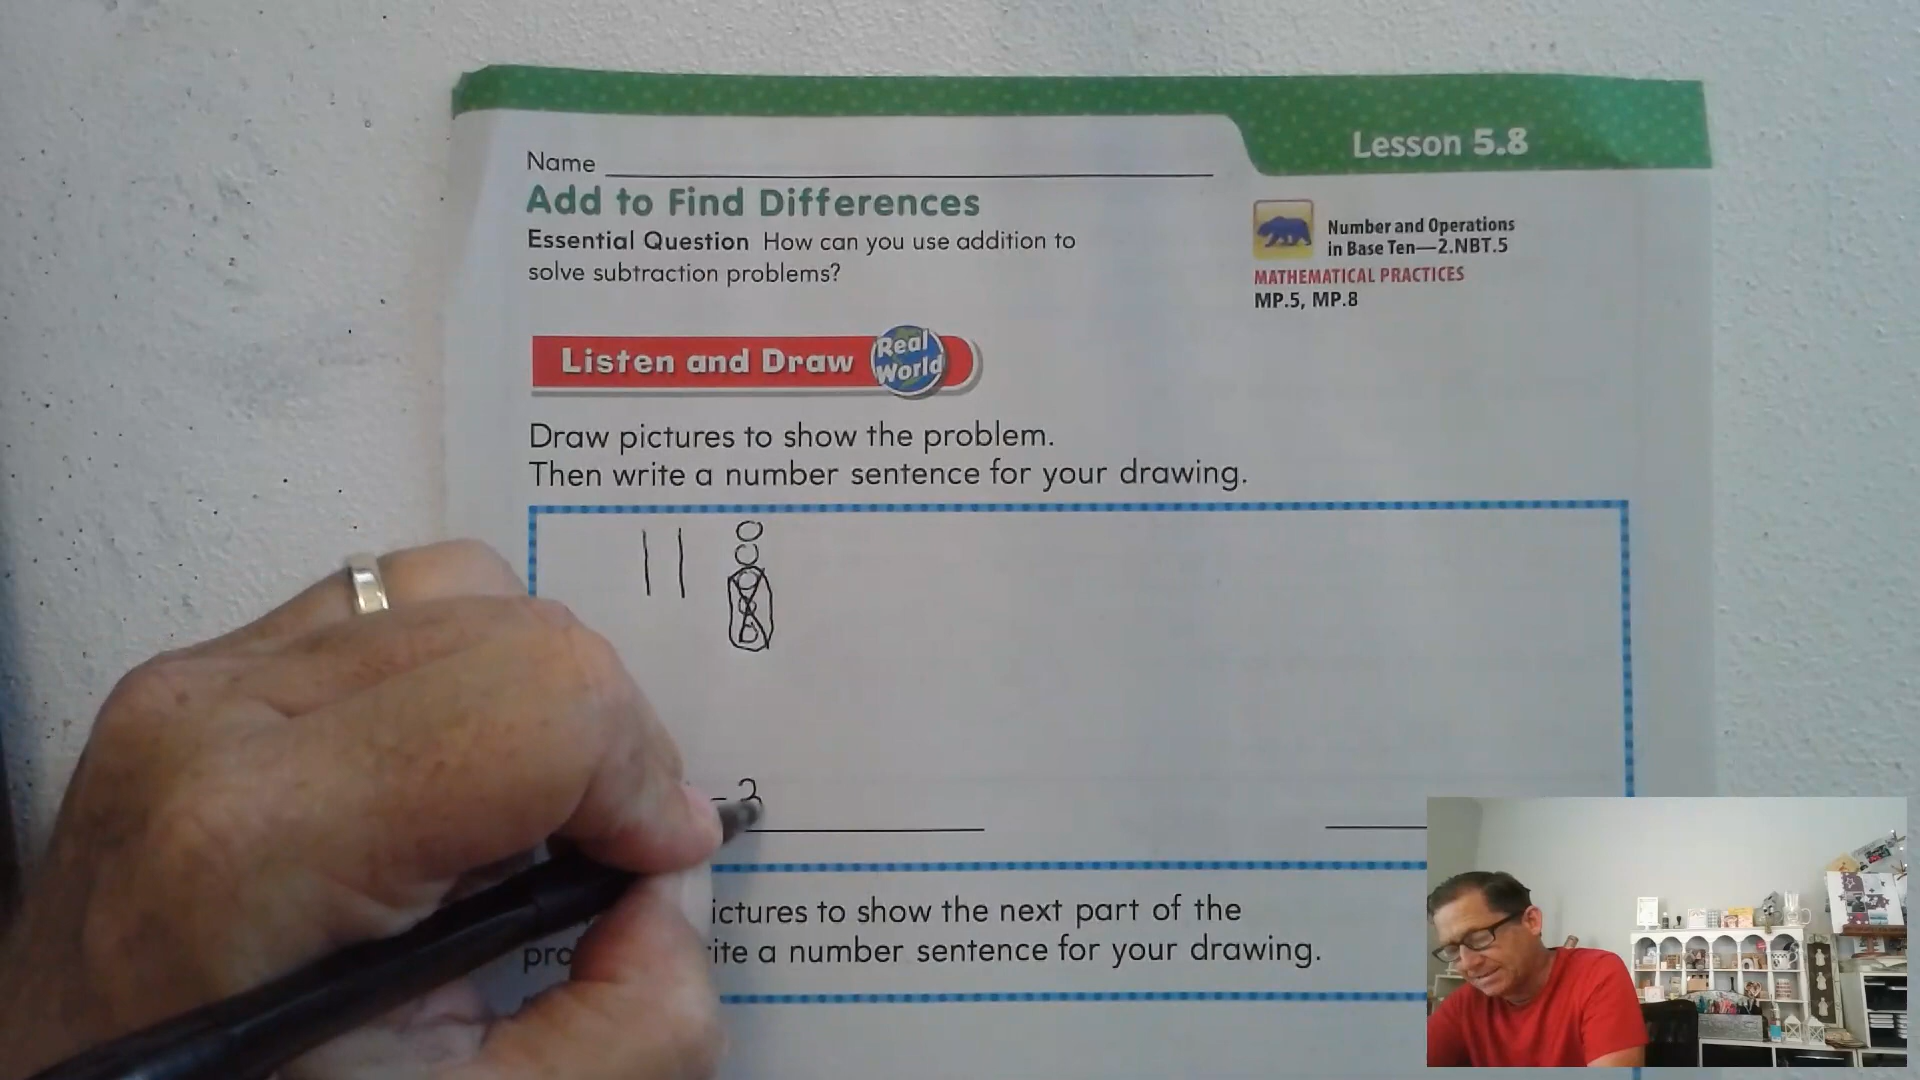 Lesson 5.8
Name
Add to Find Differences
Essential Question How can you use addition to
solve subtraction problems?
Number and Operations
in Base Ten—2.NBT.5
MATHEMATICAL PRACTICES
MP.5, MP.8
Listen and Draw
Real
World
Draw pictures to show the problem.
Then write a number sentence for your drawing.
- 3
ictures to show the next part of the
pro ite a number sentence for your drawing.